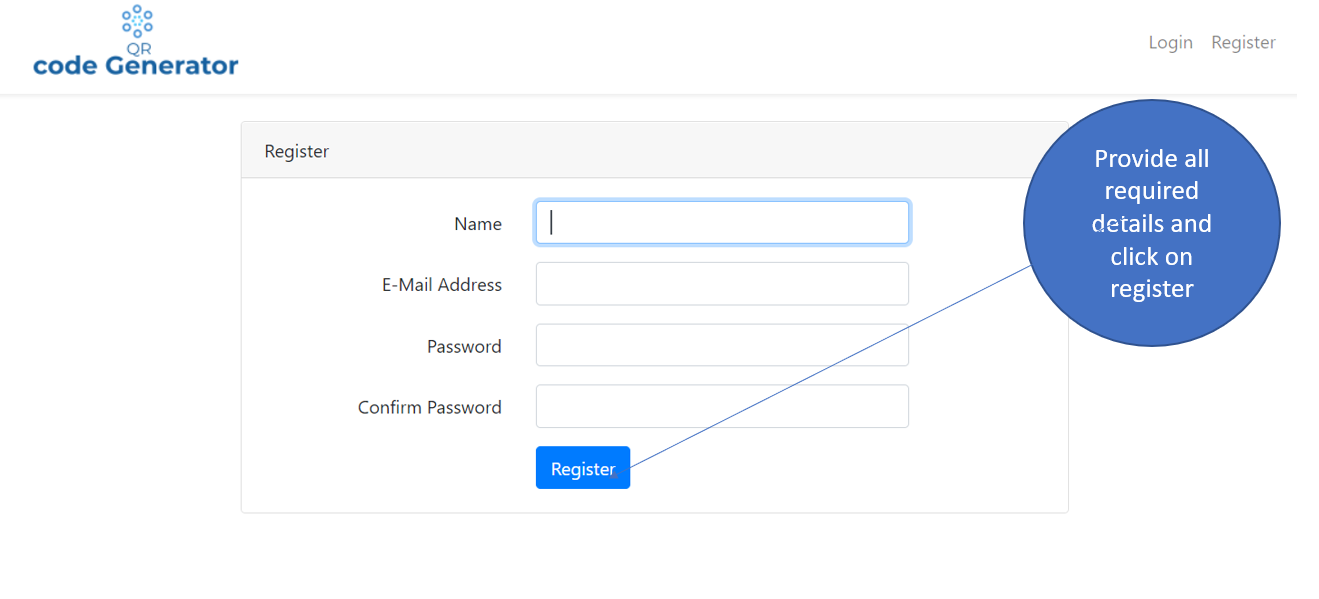 QR
code Generator
Login Register
Register
Name
E-Mail Address
Password
Confirm Password
Register
Provide all
required
details and
click on
register